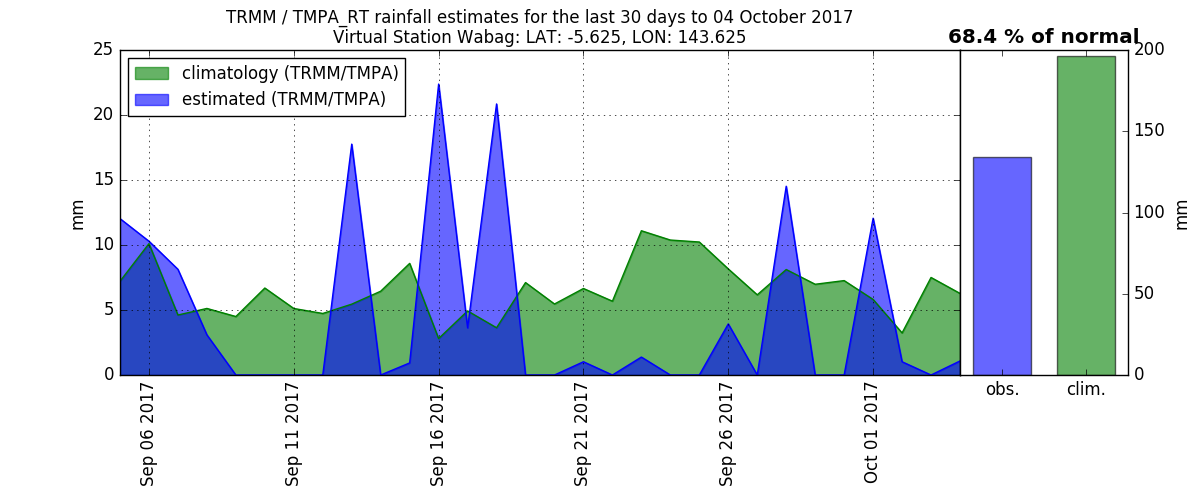 TRMM / TMPA_RT rainfall estimates for the last 30 days to 04 October 2017
Virtual Station Wabag: LAT: -5.625, LON: 143.625
68.4 % of normal
climatology (TRMM/TMPA)
estimated (TRMM/TMPA)
25
20
15
10
5
0
mm
Sep 06 2017
Sep 11 2017
Sep 16 2017
Sep 21 2017
Sep 26 2017
Oct 01 2017
200
150
100
50
0
mm
obs.
clim.